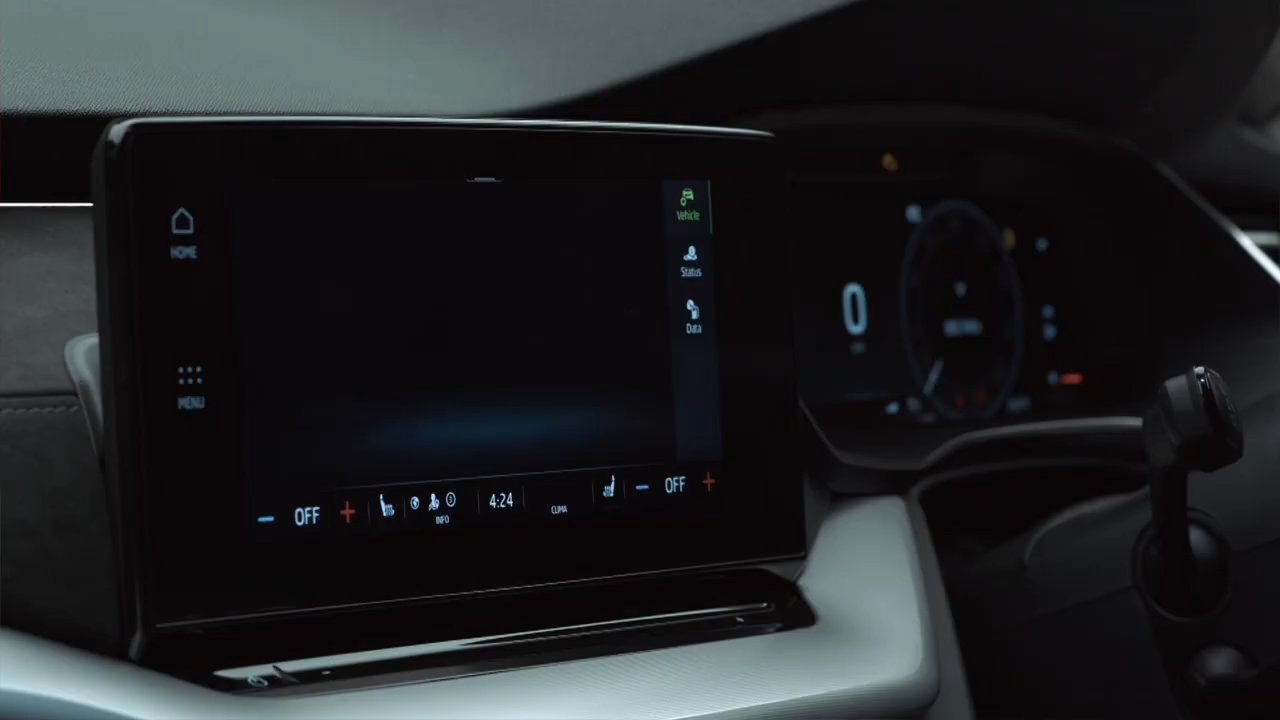 HOME
MENU
Vehicle
Status
Data
OFF
INFO
4:24
CLIMA
OFF
0